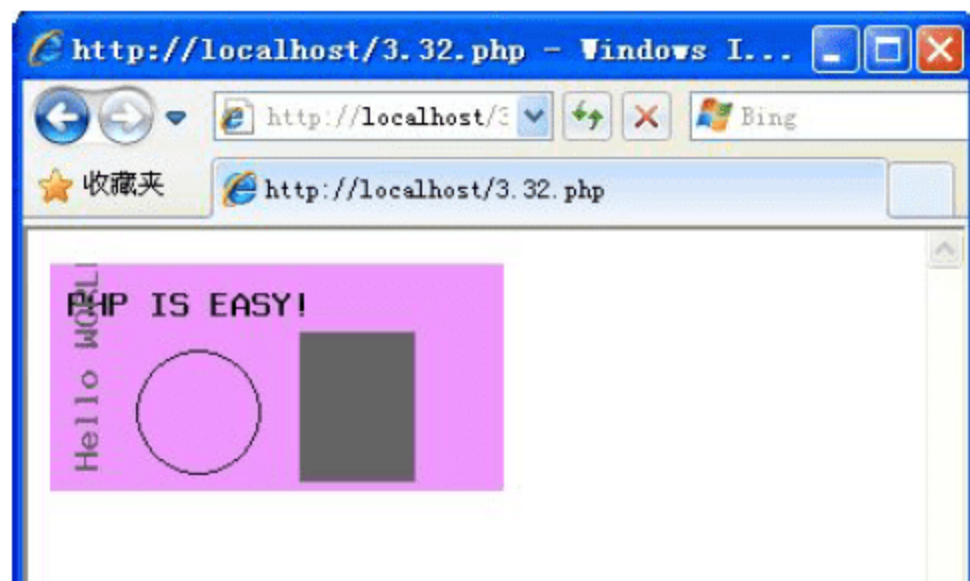 http://localhost/3.32.php - Windows I...
http://localhost/3
Bing
收藏夹
http://localhost/3.32.php
PHP IS EASY!
Hello WORL